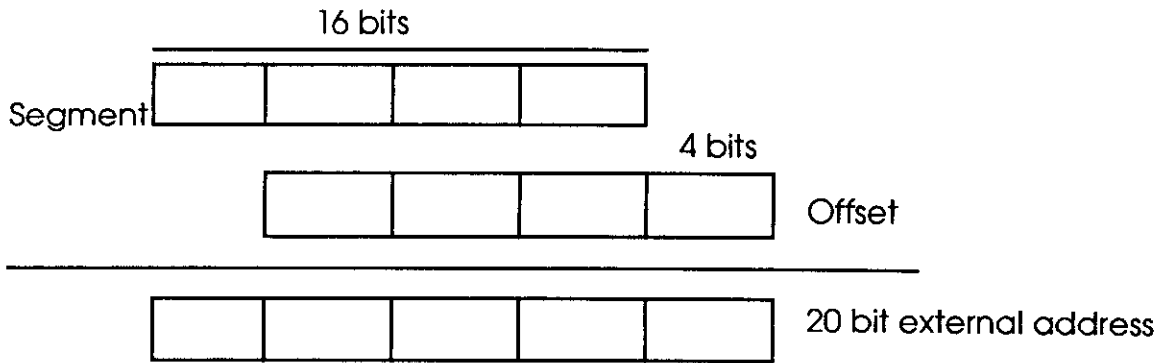 16 bits
Segment
4 bits
Offset
20 bit external address